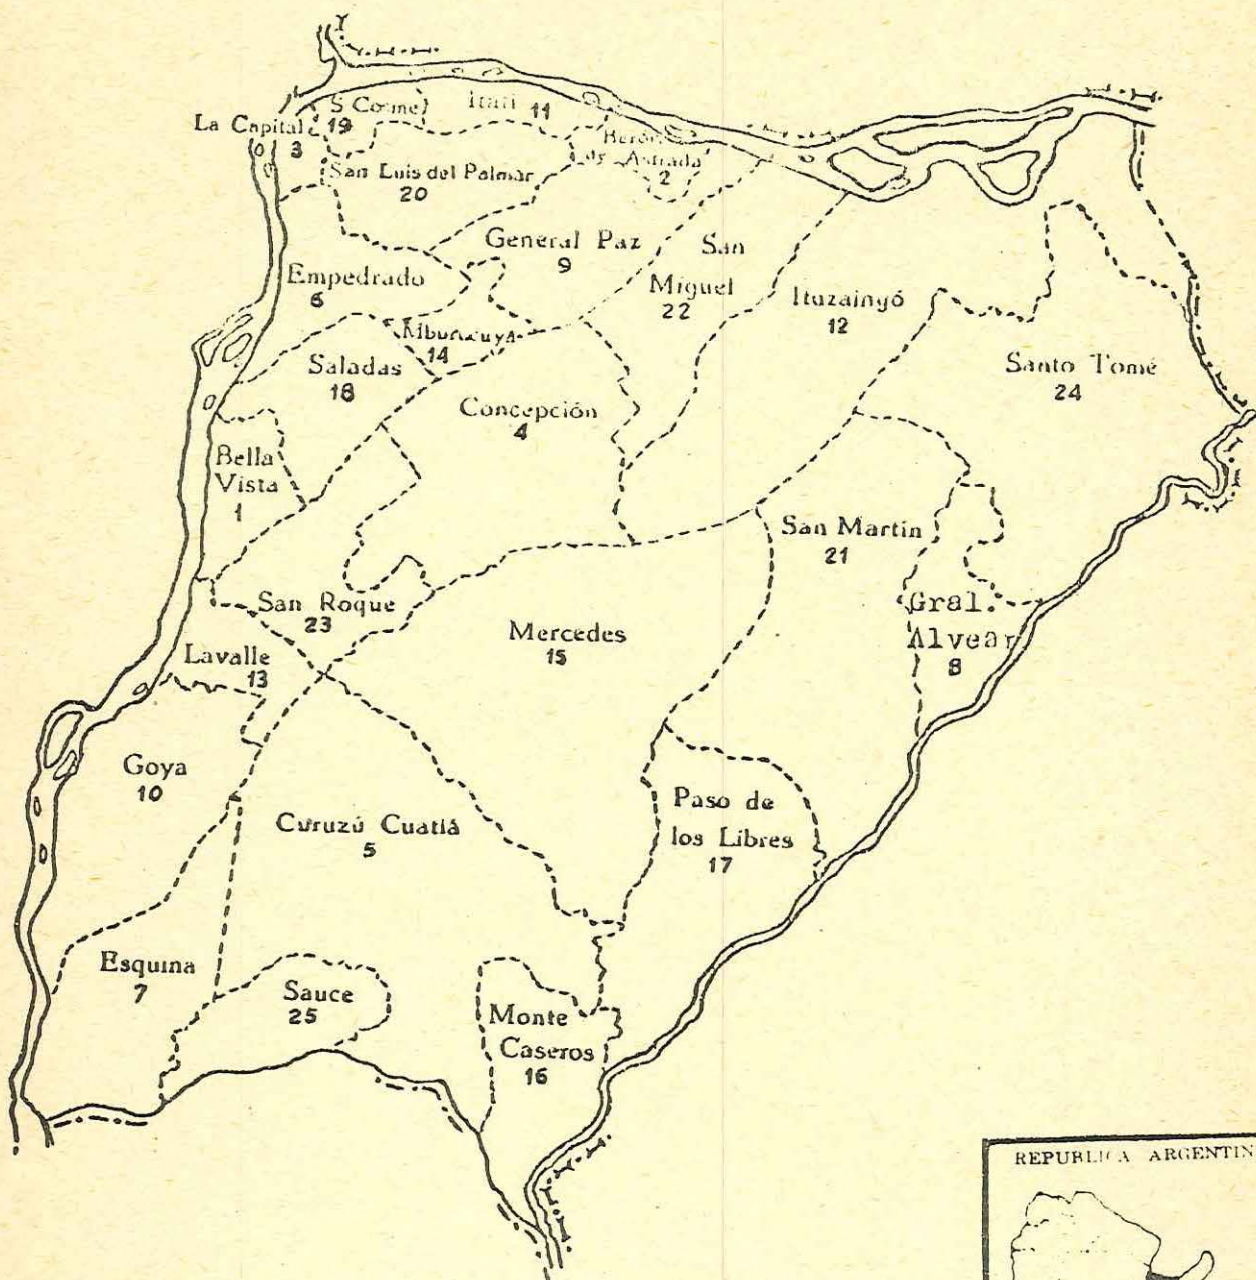 S Cosme
19
Itati 11
La Capital
3
Berón
de Astrada
2
San Luis del Palmar
20
General Paz
9
San
Miguel
22
Empedrado
6
Ituzaingó
12
Mburucuyá
14
Saladas
18
Santo Tomé
24
Concepción
4
Bella
Vista
1
San Martín
21
San Roque
23
Gral.
Alvear
8
Mercedes
15
Lavalle
13
Goya
10
Paso de
los Libres
17
Curuzú Cuatiá
5
Esquina
7
Sauce
25
Monte
Caseros
16
REPUBLICA ARGENTIN